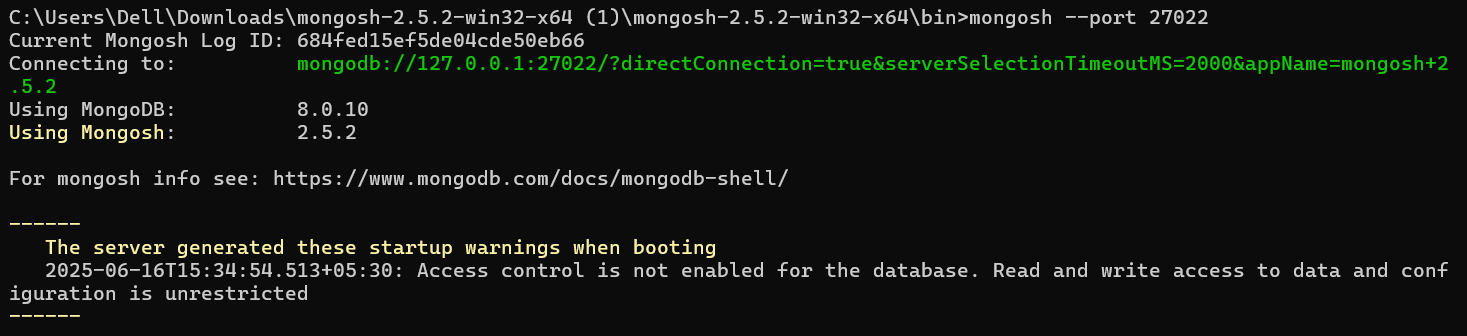 C:\Users\Dell\Downloads\mongosh-2.5.2-win32-x64 (1)\mongosh-2.5.2-win32-x64\bin>mongosh --port 27022
Current Mongosh Log ID: 684fed15ef5de04cde50eb66
Connecting to:          mongodb://127.0.0.1:27022/?directConnection=true&serverSelectionTimeoutMS=2000&appName=mongosh+2
.5.2
Using MongoDB:          8.0.10
Using Mongosh:          2.5.2
For mongosh info see: https://www.mongodb.com/docs/mongodb-shell/
------
   The server generated these startup warnings when booting
   2025-06-16T15:34:54.513+05:30: Access control is not enabled for the database. Read and write access to data and conf
iguration is unrestricted
------